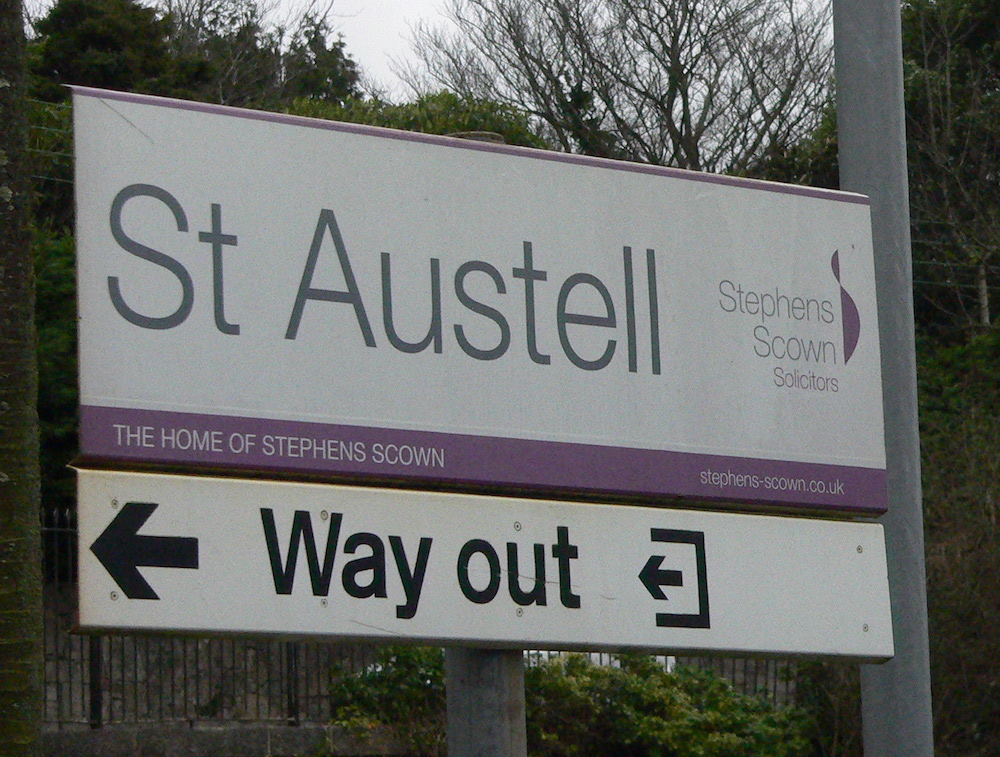 St Austell
Stephens
Scown
Solicitors
THE HOME OF STEPHENS SCOWN
stephens-scown.co.uk
Way out